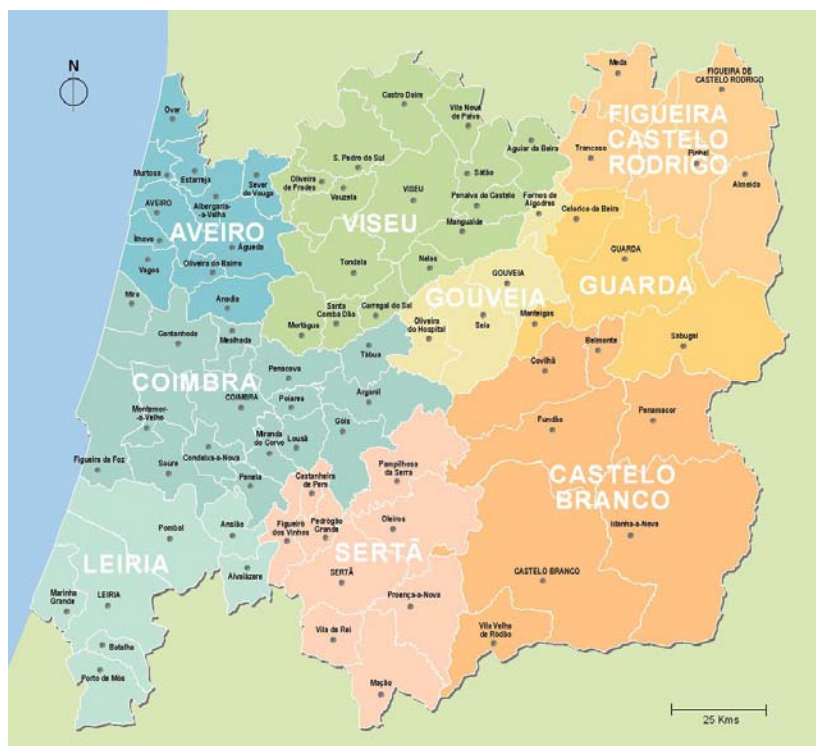 N
Ovar
Murtosa
Estarreja
Sever
do Vouga
AVEIRO
Albergaria-
-a-Velha
AVEIRO
Ílhavo
Águeda
Vagos
Oliveira do Bairro
Anadia
Castro Daire
Vila Nova
de Paiva
S. Pedro do Sul
Oliveira
de Frades
Vouzela
VISEU
Sátão
Aguiar da Beira
Penalva do Castelo
Fornos de
Algodres
VISEU
Mangualde
Tondela
Nelas
Santa
Comba Dão
Carregal do Sal
Mortágua
Meda
FIGUEIRA DE
CASTELO RODRIGO
FIGUEIRA
CASTELO
RODRIGO
Trancoso
Pinhel
Almeida
Celorico da Beira
GUARDA
GUARDA
Manteigas
Sabugal
GOUVEIA
GOUVEIA
Oliveira
do Hospital
Seia
Mira
Cantanhede
Mealhada
Tábua
Penacova
COIMBRA
COIMBRA
Poiares
Arganil
Montemor-
-a-Velho
Miranda
do Corvo
Lousã
Góis
Figueira da Foz
Soure
Condeixa-a-Nova
Penela
Covilhã
Belmonte
Fundão
Penamacor
CASTELO
BRANCO
Idanha-a-Nova
CASTELO BRANCO
Vila Velha
de Ródão
Pampilhosa
da Serra
Castanheira
de Pera
Figueiró
dos Vinhos
Pedrógão
Grande
Oleiros
SERTÃ
SERTÃ
Proença-a-Nova
Vila de Rei
Mação
Pombal
Ansião
LEIRIA
Alvaiázere
Marinha
Grande
LEIRIA
Batalha
Porto de Mós
25 Kms